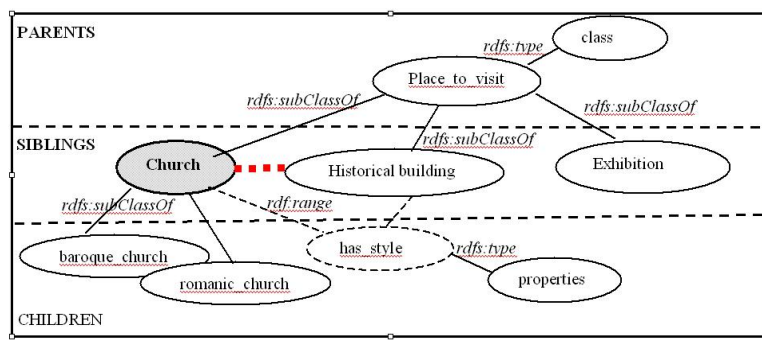 PARENTS
class
rdfs:type
Place_to_visit
rdfs:subClassOf
rdfs:subClassOf
SIBLINGS
rdfs:subClassOf
Church
Historical building
Exhibition
rdfs:subClassOf
rdf:range
baroque_church
has_style
rdfs:type
romanic_church
properties
CHILDREN